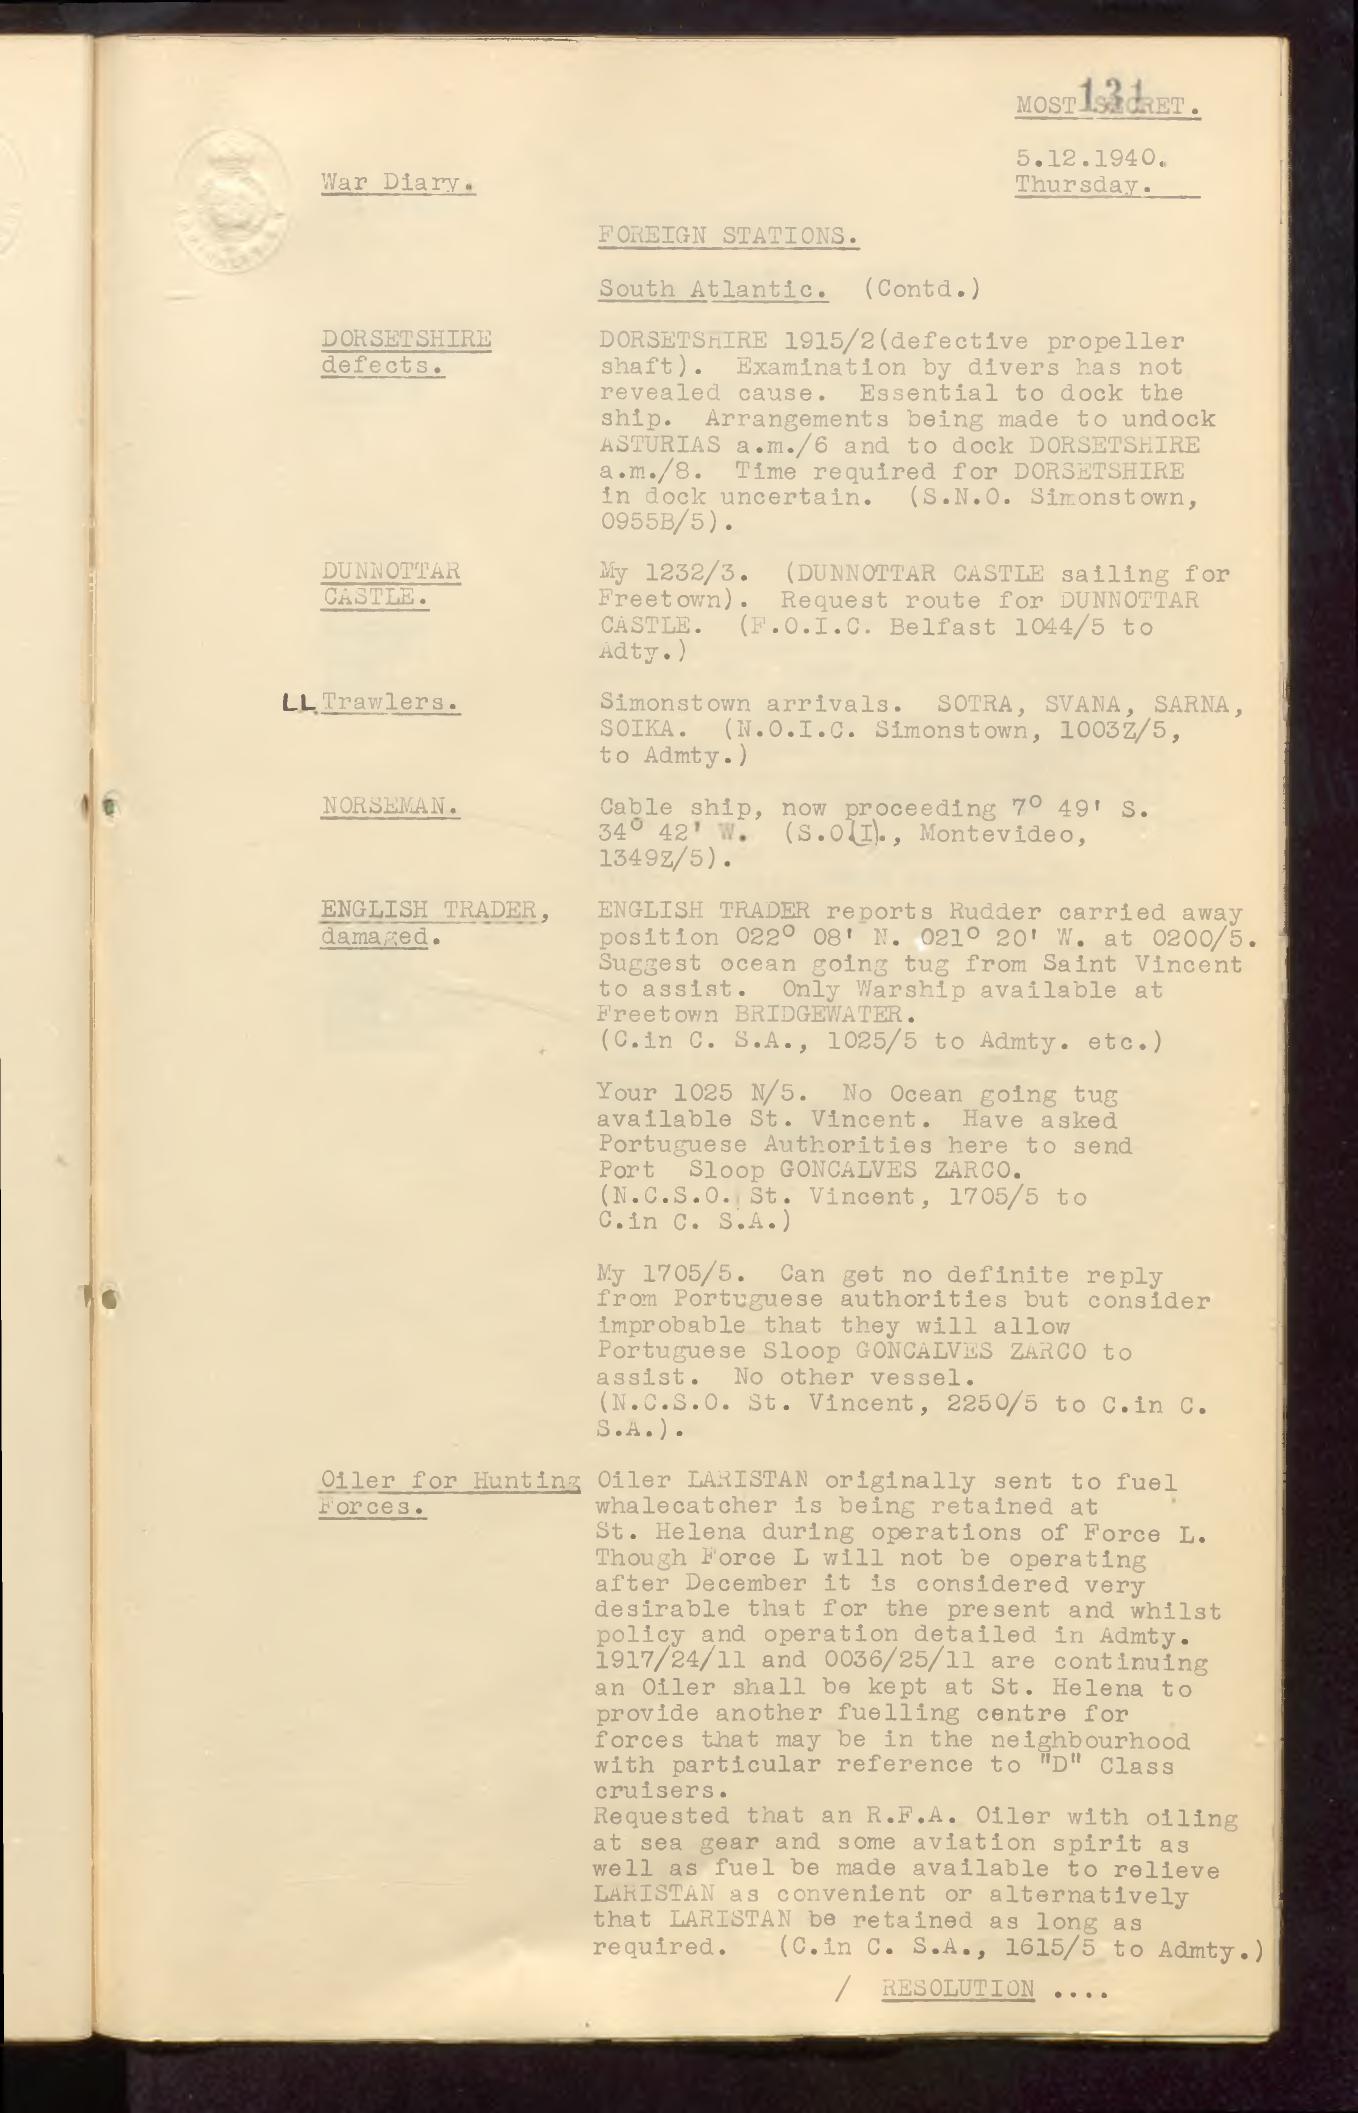 131
MOST SECRET.
5.12.1940.
Thursday.
War Diary.
FOREIGN STATIONS.
South Atlantic. (Contd.)
DORSETSHIRE
defects.
DORSETSHIRE 1915/2(defective propeller
shaft). Examination by divers has not
revealed cause. Essential to dock the
ship. Arrangements being made to undock
ASTURIAS a.m./6 and to dock DORSETSHIRE
a.m./8. Time required for DORSETSHIRE
in dock uncertain. (S.N.O. Simonstown,
0955B/5).
DUNNOTTAR
CASTLE.
My 1232/3. (DUNNOTTAR CASTLE sailing for
Freetown). Request route for DUNNOTTAR
CASTLE. (F.O.I.C. Belfast 1044/5 to
Adty.)
LL.Trawlers.
Simonstown arrivals. SOTRA, SVANA, SARNA,
SOIKA. (N.O.I.C. Simonstown, 1003Z/5,
to Admty.)
NORSEMAN.
Cable ship, now proceeding 7° 49' S.
34° 42' W. (S.O(I)., Montevideo,
1349Z/5).
ENGLISH TRADER,
damaged.
ENGLISH TRADER reports Rudder carried away
position 022° 08' N. 021° 20' W. at 0200/5.
Suggest ocean going tug from Saint Vincent
to assist. Only Warship available at
Freetown BRIDGEWATER.
(C.in C. S.A., 1025/5 to Admty. etc.)
Your 1025 N/5. No Ocean going tug
available St. Vincent. Have asked
Portuguese Authorities here to send
Port Sloop GONCALVES ZARCO.
(N.C.S.O. St. Vincent, 1705/5 to
C.in C. S.A.)
My 1705/5. Can get no definite reply
from Portuguese authorities but consider
improbable that they will allow
Portuguese Sloop GONCALVES ZARCO to
assist. No other vessel.
(N.C.S.O. St. Vincent, 2250/5 to C.in C.
S.A.).
Oiler for Hunting
Forces.
Oiler LARISTAN originally sent to fuel
whalecatcher is being retained at
St. Helena during operations of Force L.
Though Force L will not be operating
after December it is considered very
desirable that for the present and whilst
policy and operation detailed in Admty.
1917/24/11 and 0036/25/11 are continuing
an Oiler shall be kept at St. Helena to
provide another fuelling centre for
forces that may be in the neighbourhood
with particular reference to "D" Class
cruisers.
Requested that an R.F.A. Oiler with oiling
at sea gear and some aviation spirit as
well as fuel be made available to relieve
LARISTAN as convenient or alternatively
that LARISTAN be retained as long as
required. (C.in C. S.A., 1615/5 to Admty.)
/ RESOLUTION ....